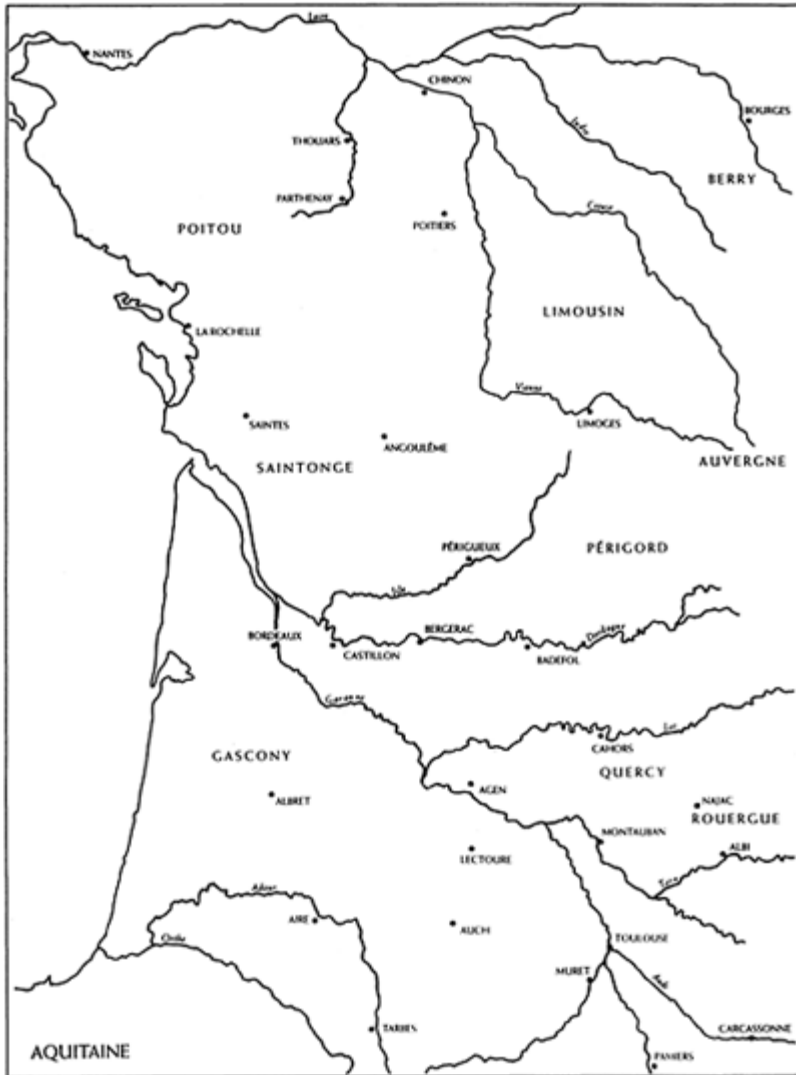 Loire
NANTES
CHINON
BOURGES
Indre
THOUARS
BERRY
PARTHENAY
Creuse
POITOU
POITIERS
LIMOUSIN
LA ROCHELLE
Vienne
SAINTES
LIMOGES
ANGOULÊME
AUVERGNE
SAINTONGE
PÉRIGUEUX
PÉRIGORD
Isle
BERGERAC
Dordogne
BORDEAUX
CASTILLON
BADEFOL
Garonne
Lot
CAHORS
GASCONY
QUERCY
AGEN
ALBRET
NAJAC
ROUERGUE
MONTAUBAN
LECTOURE
ALBI
Tarn
Adour
AIRE
AUCH
TOULOUSE
MURET
Aude
TARBES
CARCASSONNE
AQUITAINE
PAMIERS